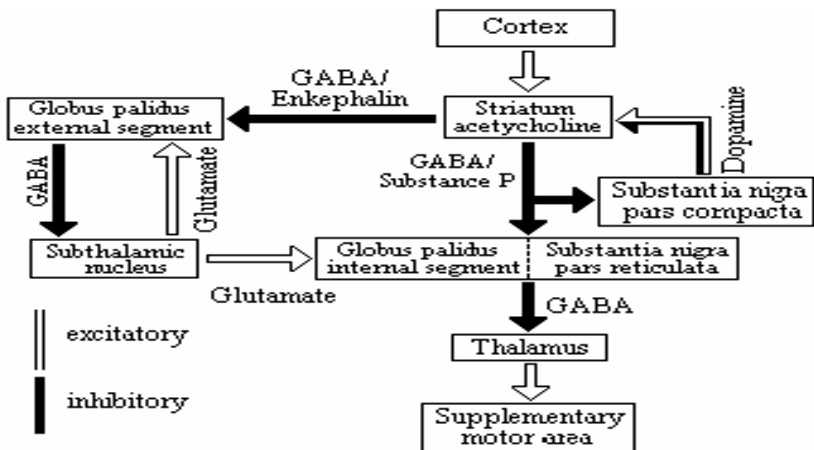 Cortex
GABA/
Enkephalin
Globus palidus
external segment
Striatum
acetycholine
Dopamine
GABA
Glutamate
GABA/
Substance P
Substantia nigra
pars compacta
Subthalamic
nucleus
Globus palidus
internal segment
Substantia nigra
pars reticulata
Glutamate
GABA
excitatory
Thalamus
inhibitory
Supplementary
motor area